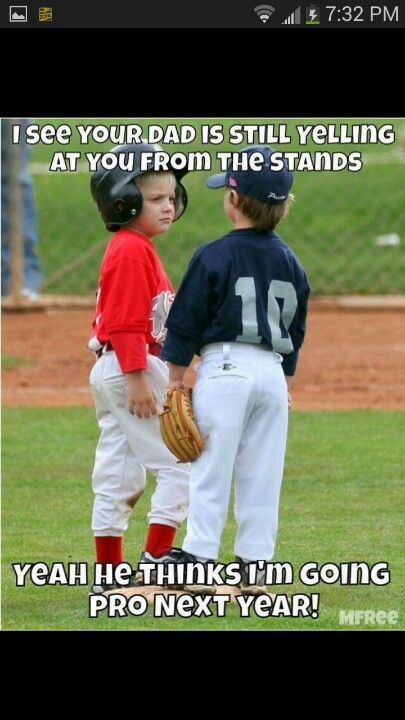 7:32 PM
I see your dad is still yelling
at you from the stands
10
Yeah he thinks I'm going
pro next year!
MFree